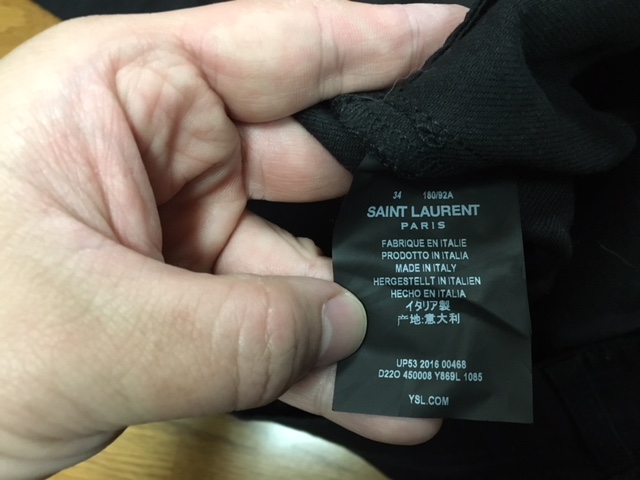 34 180/92A
SAINT LAURENT
PARIS
FABRIQUE EN ITALIE
PRODOTTO IN ITALIA
MADE IN ITALY
HERGESTELLT IN ITALIEN
HECHO EN ITALIA
イタリア製
产地:意大利
UP53 2016 00468
D22O 450008 Y869L 1085
YSL.COM